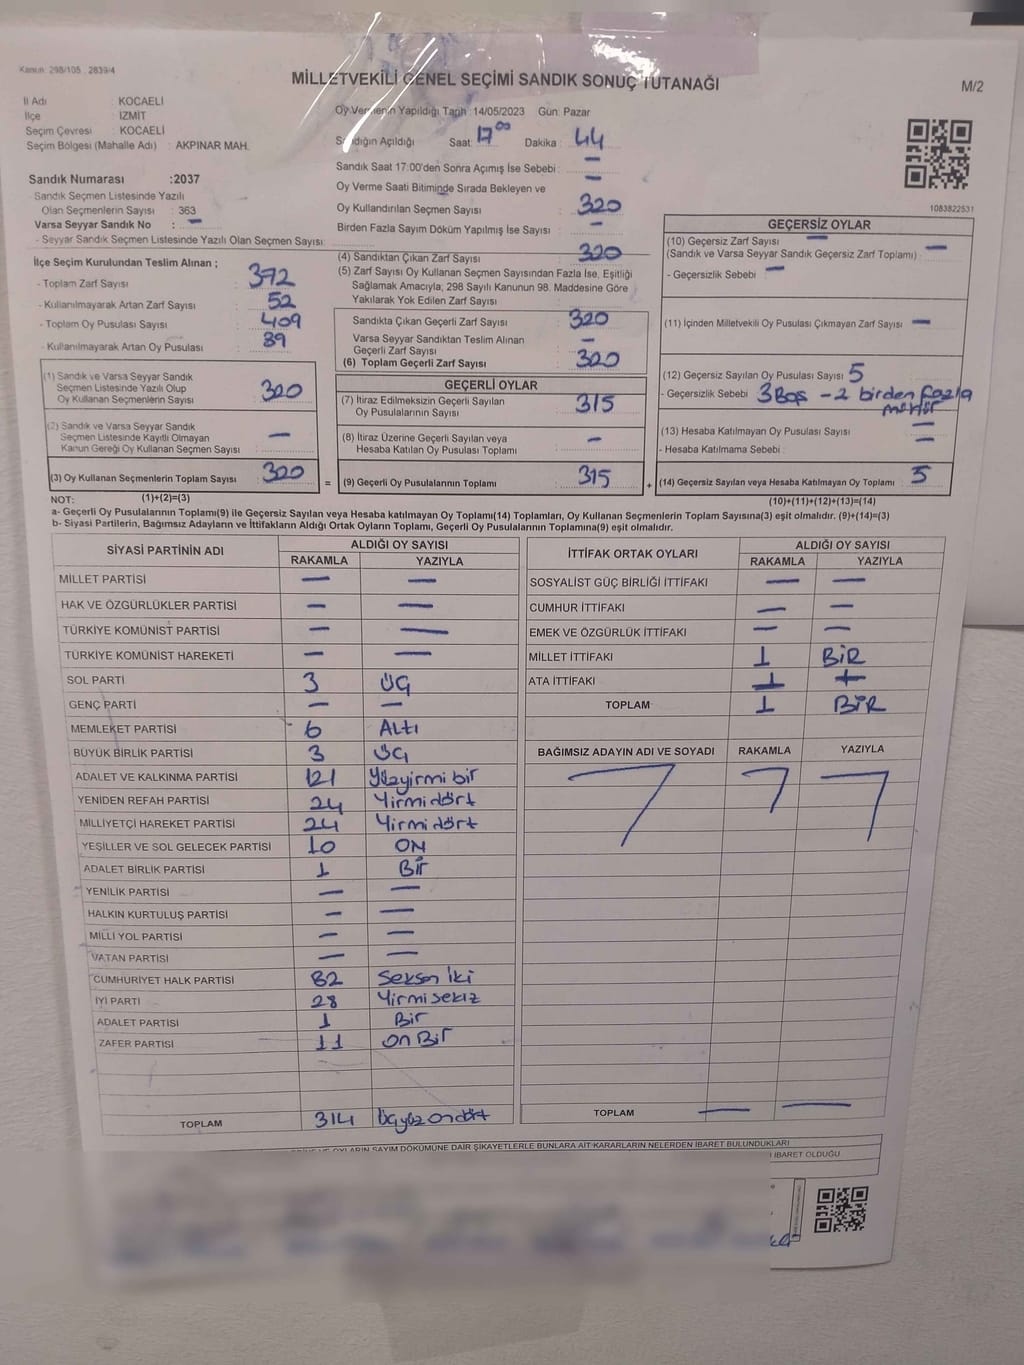 Kanun: 298/105 , 2839/4
MİLLETVEKİLİ GENEL SEÇİMİ SANDIK SONUÇ TUTANAĞI
M/2
İl Adı : KOCAELİ
İlçe : İZMİT
Seçim Çevresi : KOCAELİ
Seçim Bölgesi (Mahalle Adı) : AKPINAR MAH.
Oy Vermenin Yapıldığı Tarih :14/05/2023 Gün: Pazar
Sandığın Açıldığı Saat: 17⁰⁰ Dakika : 44
Sandık Saat 17:00'den Sonra Açımış İse Sebebi : —
Oy Verme Saati Bitiminde Sırada Bekleyen ve —
Oy Kullandırılan Seçmen Sayısı : 320
Birden Fazla Sayım Döküm Yapılmış İse Sayısı : —
Sandık Numarası :2037
Sandık Seçmen Listesinde Yazılı
Olan Seçmenlerin Sayısı : 363
Varsa Seyyar Sandık No : —
- Seyyar Sandık Seçmen Listesinde Yazılı Olan Seçmen Sayısı:
1083822531
İlçe Seçim Kurulundan Teslim Alınan ;
- Toplam Zarf Sayısı : 372
- Kullanılmayarak Artan Zarf Sayısı : 52
- Toplam Oy Pusulası Sayısı : 409
- Kullanılmayarak Artan Oy Pusulası : 89
(4) Sandıktan Çıkan Zarf Sayısı : 320
(5) Zarf Sayısı Oy Kullanan Seçmen Sayısından Fazla İse, Eşitliği
Sağlamak Amacıyla; 298 Sayılı Kanunun 98. Maddesine Göre
Yakılarak Yok Edilen Zarf Sayısı :
Sandıkta Çıkan Geçerli Zarf Sayısı : 320
Varsa Seyyar Sandıktan Teslim Alınan
Geçerli Zarf Sayısı : —
(6) Toplam Geçerli Zarf Sayısı : 320
GEÇERSİZ OYLAR
(10) Geçersiz Zarf Sayısı —
(Sandık ve Varsa Seyyar Sandık Geçersiz Zarf Toplamı) : —
- Geçersizlik Sebebi : —
(11) İçinden Milletvekili Oy Pusulası Çıkmayan Zarf Sayısı : —
(12) Geçersiz Sayılan Oy Pusulası Sayısı : 5
- Geçersizlik Sebebi : 3 Boş - 2 birden fazla
mühür
(13) Hesaba Katılmayan Oy Pusulası Sayısı : —
- Hesaba Katılmama Sebebi : —
(14) Geçersiz Sayılan veya Hesaba Katılmayan Oy Toplamı : 5
(10)+(11)+(12)+(13)=(14)
(1) Sandık ve Varsa Seyyar Sandık
Seçmen Listesinde Yazılı Olup
Oy Kullanan Seçmenlerin Sayısı : 320
(2) Sandık ve Varsa Seyyar Sandık
Seçmen Listesinde Kayıtlı Olmayan
Kanun Gereği Oy Kullanan Seçmen Sayısı : —
(3) Oy Kullanan Seçmenlerin Toplam Sayısı : 320 =
GEÇERLİ OYLAR
(7) İtiraz Edilmeksizin Geçerli Sayılan
Oy Pusulalarının Sayısı : 315
(8) İtiraz Üzerine Geçerli Sayılan veya
Hesaba Katılan Oy Pusulası Toplamı : —
(9) Geçerli Oy Pusulalarının Toplamı : 315 +
NOT: (1)+(2)=(3)
a- Geçerli Oy Pusulasının Toplamı(9) ile Geçersiz Sayılan veya Hesaba katılmayan Oy Toplamı(14) Toplamları, Oy Kullanan Seçmenlerin Toplam Sayısına(3) eşit olmalıdır. (9)+(14)=(3)
b- Siyasi Partilerin, Bağımsız Adayların ve İttifakların Aldığı Ortak Oyların Toplamı, Geçerli Oy Pusulalarının Toplamına(9) eşit olmalıdır.
SİYASİ PARTİNİN ADI ALDIĞI OY SAYISI
RAKAMLA YAZIYLA
MİLLET PARTİSİ — —
HAK VE ÖZGÜRLÜKLER PARTİSİ — —
TÜRKİYE KOMÜNİST PARTİSİ — —
TÜRKİYE KOMÜNİST HAREKETİ — —
SOL PARTİ 3 ÜÇ
GENÇ PARTİ — —
MEMLEKET PARTİSİ 6 ALTI
BÜYÜK BİRLİK PARTİSİ 3 ÜÇ
ADALET VE KALKINMA PARTİSİ 121 Yüzyirmi bir
YENİDEN REFAH PARTİSİ 24 Yirmi dört
MİLLİYETÇİ HAREKET PARTİSİ 24 Yirmi dört
YEŞİLLER VE SOL GELECEK PARTİSİ 10 ON
ADALET BİRLİK PARTİSİ 1 Bir
YENİLİK PARTİSİ — —
HALKIN KURTULUŞ PARTİSİ — —
MİLLİ YOL PARTİSİ — —
VATAN PARTİSİ — —
CUMHURİYET HALK PARTİSİ 82 Seksen iki
İYİ PARTİ 28 Yirmi sekiz
ADALET PARTİSİ 1 Bir
ZAFER PARTİSİ 11 On Bir
TOPLAM 314 Üçyüz on dört
İTTİFAK ORTAK OYLARI ALDIĞI OY SAYISI
RAKAMLA YAZIYLA
SOSYALİST GÜÇ BİRLİĞİ İTTİFAKI — —
CUMHUR İTTİFAKI — —
EMEK VE ÖZGÜRLÜK İTTİFAKI — —
MİLLET İTTİFAKI 1 BİR
ATA İTTİFAKI
TOPLAM 1 BİR
BAĞIMSIZ ADAYIN ADI VE SOYADI RAKAMLA YAZIYLA
TOPLAM — —
OYLARIN SAYIM DÖKÜMÜNE DAİR ŞİKAYETLERLE BUNLARA AİT KARARLARIN NELERDEN İBARET BULUNDUKLARI
İBARET OLDUĞU